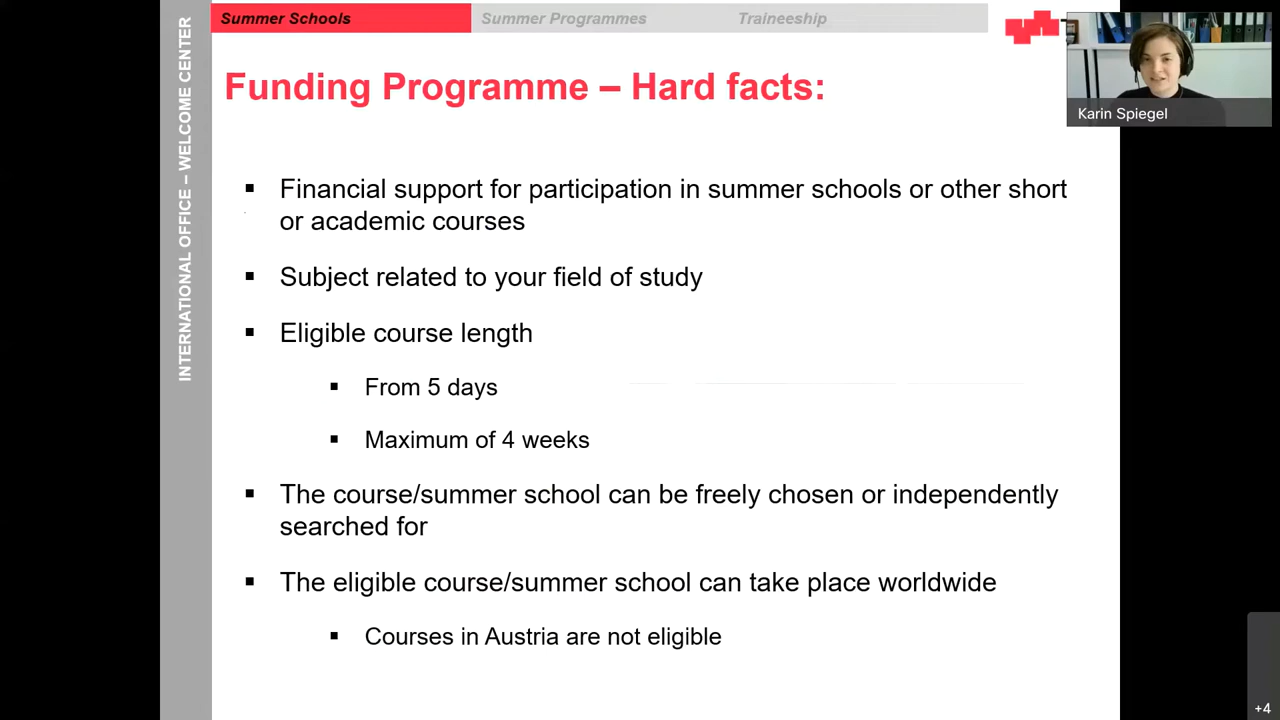 Summer Schools
Summer Programmes
Traineeship
INTERNATIONAL OFFICE – WELCOME CENTER
Funding Programme – Hard facts:
Karin Spiegel
▪ Financial support for participation in summer schools or other short
or academic courses
▪ Subject related to your field of study
▪ Eligible course length
▪ From 5 days
▪ Maximum of 4 weeks
▪ The course/summer school can be freely chosen or independently
searched for
▪ The eligible course/summer school can take place worldwide
▪ Courses in Austria are not eligible
+4